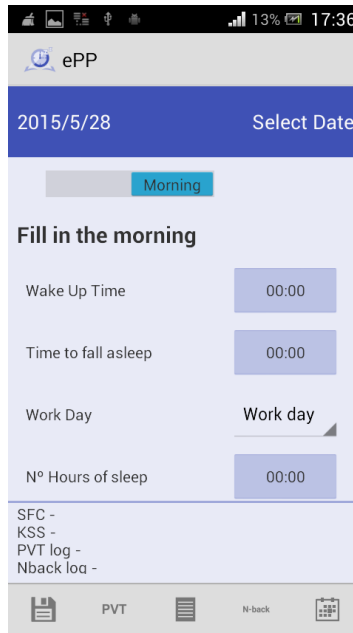 13% 17:36
ePP
2015/5/28 Select Date
Morning
Fill in the morning
Wake Up Time 00:00
Time to fall asleep 00:00
Work Day Work day
Nº Hours of sleep 00:00
SFC -
KSS -
PVT log -
Nback log -
PVT N-back